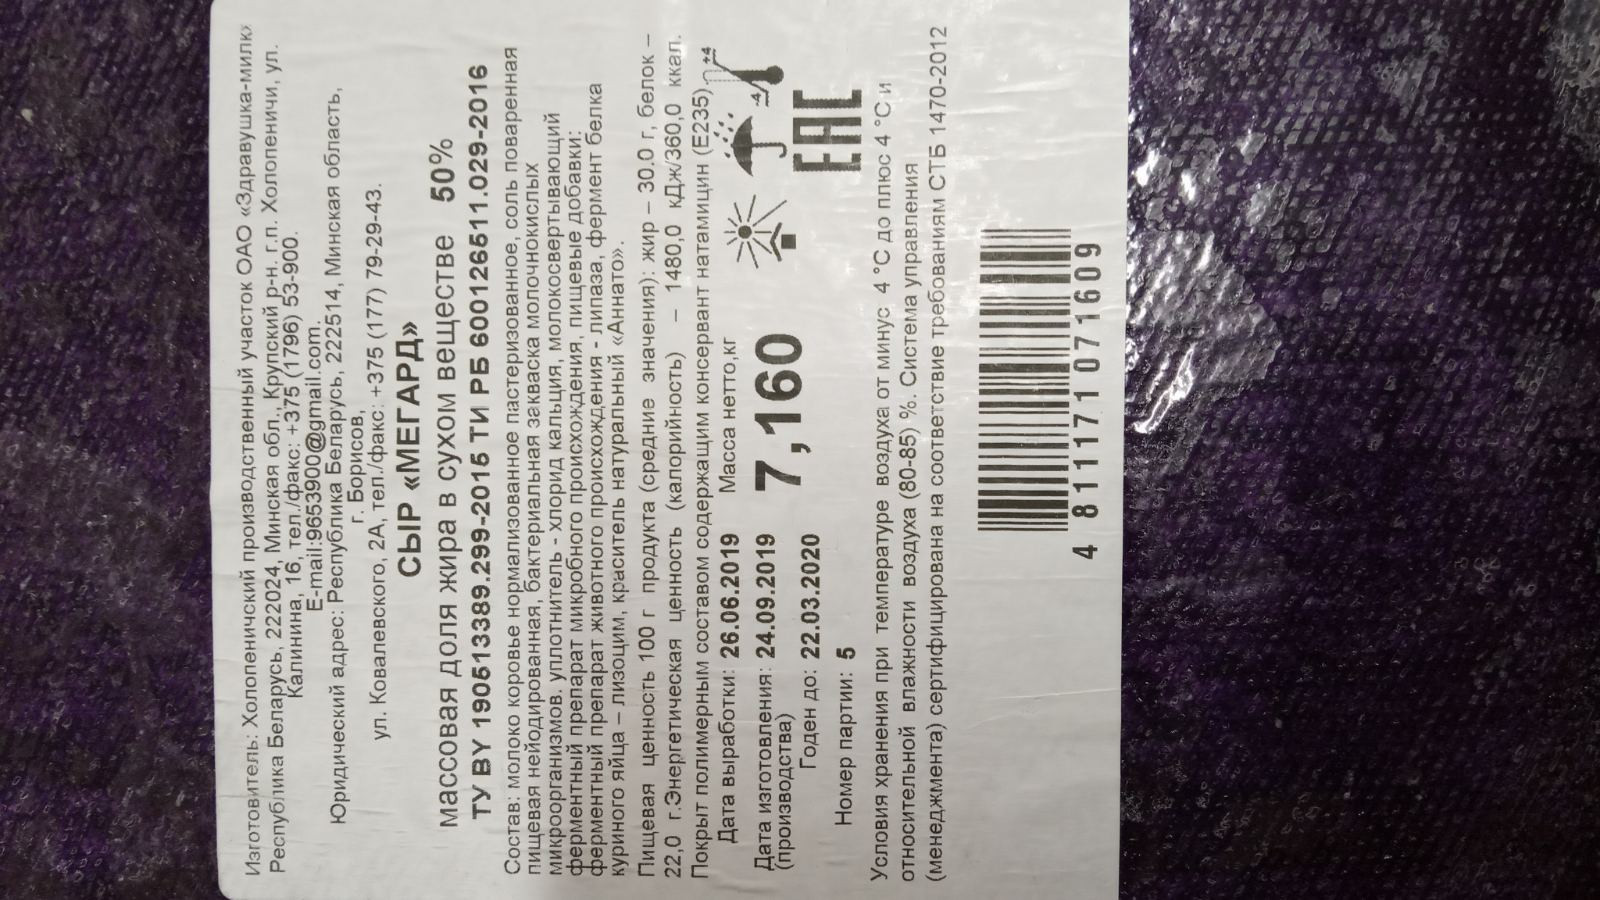 Изготовитель: Холопеничский производственный участок ОАО «Здравушка-милк»
Республика Беларусь, 222024, Минская обл., Крупский р-н. г.п. Холопеничи, ул.
Калинина, 16, тел./факс: +375 (1796) 53-900.
E-mail:9653900@gmail.com.
Юридический адрес: Республика Беларусь, 222514, Минская область,
г. Борисов,
ул. Ковалевского, 2А, тел./факс: +375 (177) 79-29-43.
СЫР «МЕГАРД»
Массовая доля жира в сухом веществе 50%
ТУ BY 190513389.299-2015 ТИ РБ 600126511.029-2016
Состав: молоко коровье нормализованное пастеризованное, соль поваренная
пищевая нейодированная, бактериальная закваска молочнокислых
микроорганизмов. уплотнитель - хлорид кальция, молокосвертывающий
ферментный препарат микробного происхождения, пищевые добавки:
ферментный препарат животного происхождения - липаза, фермент белка
куриного яйца – лизоцим, краситель натуральный «Аннато».
Пищевая ценность 100 г продукта (средние значения): жир – 30.0 г, белок –
22,0 г.Энергетическая ценность (калорийность) – 1480,0 кДж/360,0 ккал.
Покрыт полимерным составом содержащим консервант натамицин (Е235)
Дата выработки: 26.06.2019 Масса нетто,кг
Дата изготовления: 24.09.2019 7,160
(производства)
Годен до: 22.03.2020
Номер партии: 5
-4 +4
EAC
Условия хранения при температуре воздуха от минус 4 °С до плюс 4 °С и
относительной влажности воздуха (80-85) %. Система управления
(менеджмента) сертифицирована на соответствие требованиям СТБ 1470-2012
4 811171 071609